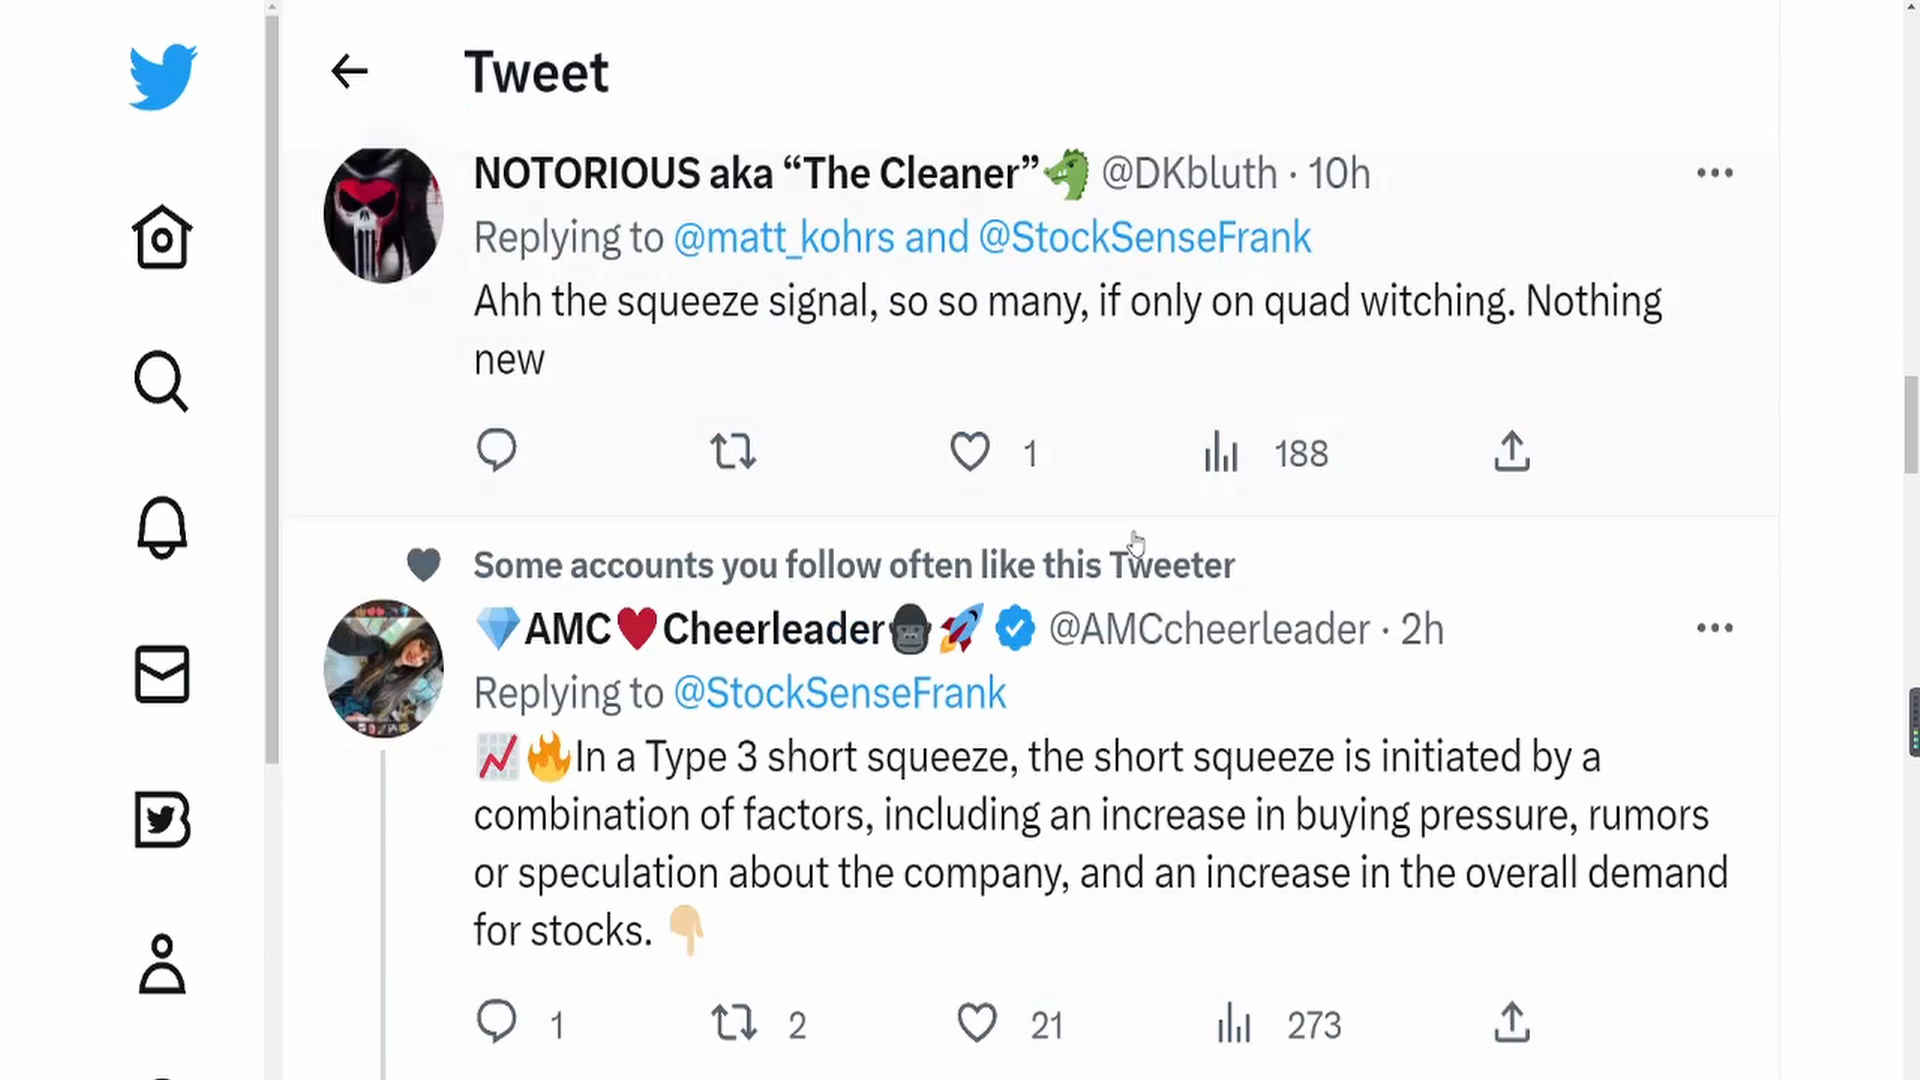 Tweet
NOTORIOUS aka “The Cleaner”🐲 @DKbluth · 10h
Replying to @matt_kohrs and @StockSenseFrank
Ahh the squeeze signal, so so many, if only on quad witching. Nothing
new
1 188
Some accounts you follow often like this Tweeter
💎AMC♥️Cheerleader🦍🚀 @AMCcheerleader · 2h
Replying to @StockSenseFrank
📈🔥In a Type 3 short squeeze, the short squeeze is initiated by a
combination of factors, including an increase in buying pressure, rumors
or speculation about the company, and an increase in the overall demand
for stocks. 👇🏼
1 2 21 273